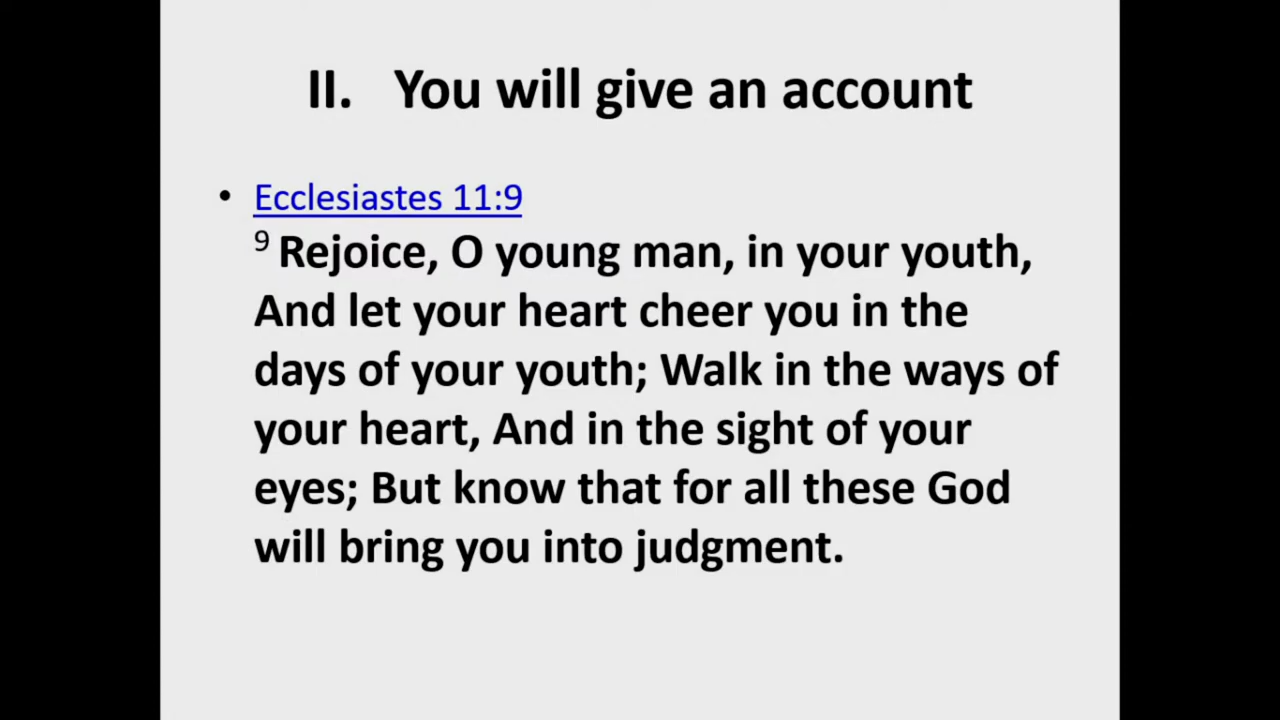 II. You will give an account
• Ecclesiastes 11:9
9 Rejoice, O young man, in your youth,
And let your heart cheer you in the
days of your youth; Walk in the ways of
your heart, And in the sight of your
eyes; But know that for all these God
will bring you into judgment.